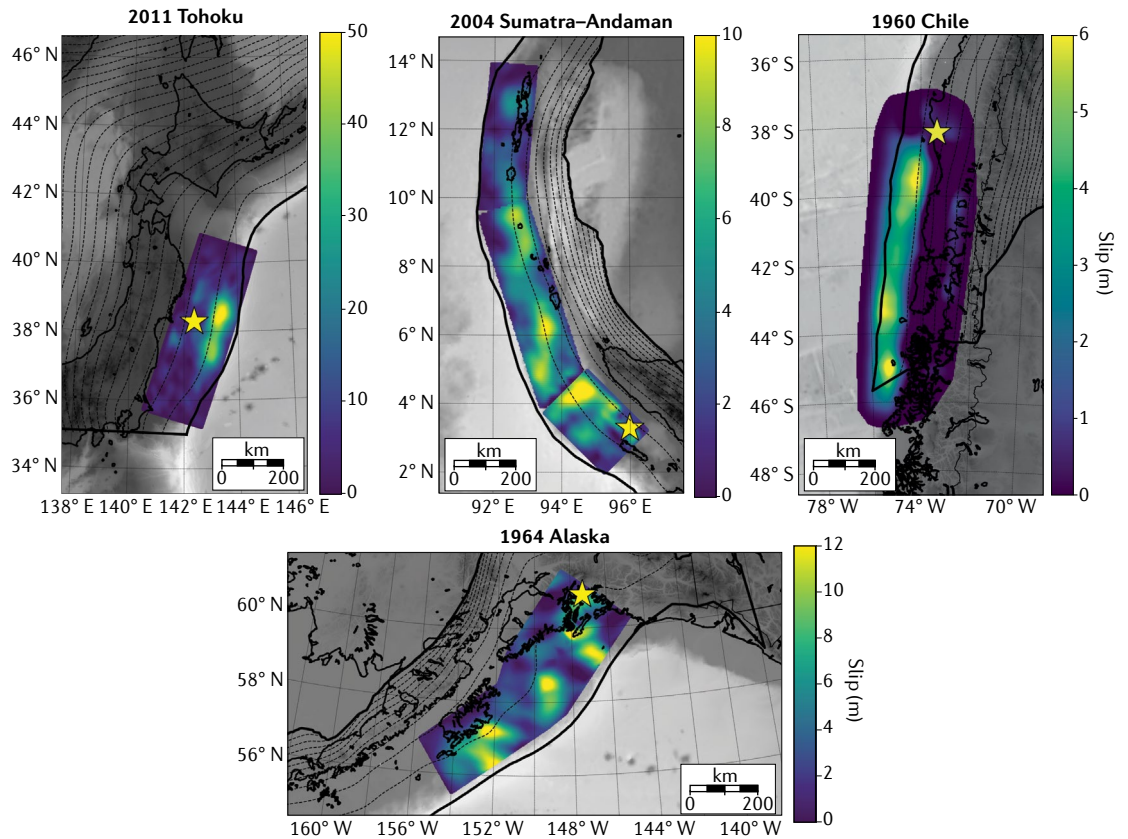 2011 Tohoku
46° N
44° N
42° N
40° N
38° N
36° N
34° N
138° E 140° E 142° E 144° E 146° E
km
0 200
50
40
30
20
10
0
2004 Sumatra–Andaman
14° N
12° N
10° N
8° N
6° N
4° N
2° N
92° E 94° E 96° E
km
0 200
10
8
6
4
2
0
1960 Chile
36° S
38° S
40° S
42° S
44° S
46° S
48° S
78° W 74° W 70° W
km
0 200
6
5
4
3
2
1
0
Slip (m)
1964 Alaska
60° N
58° N
56° N
160° W 156° W 152° W 148° W 144° W 140° W
km
0 200
12
10
8
6
4
2
0
Slip (m)